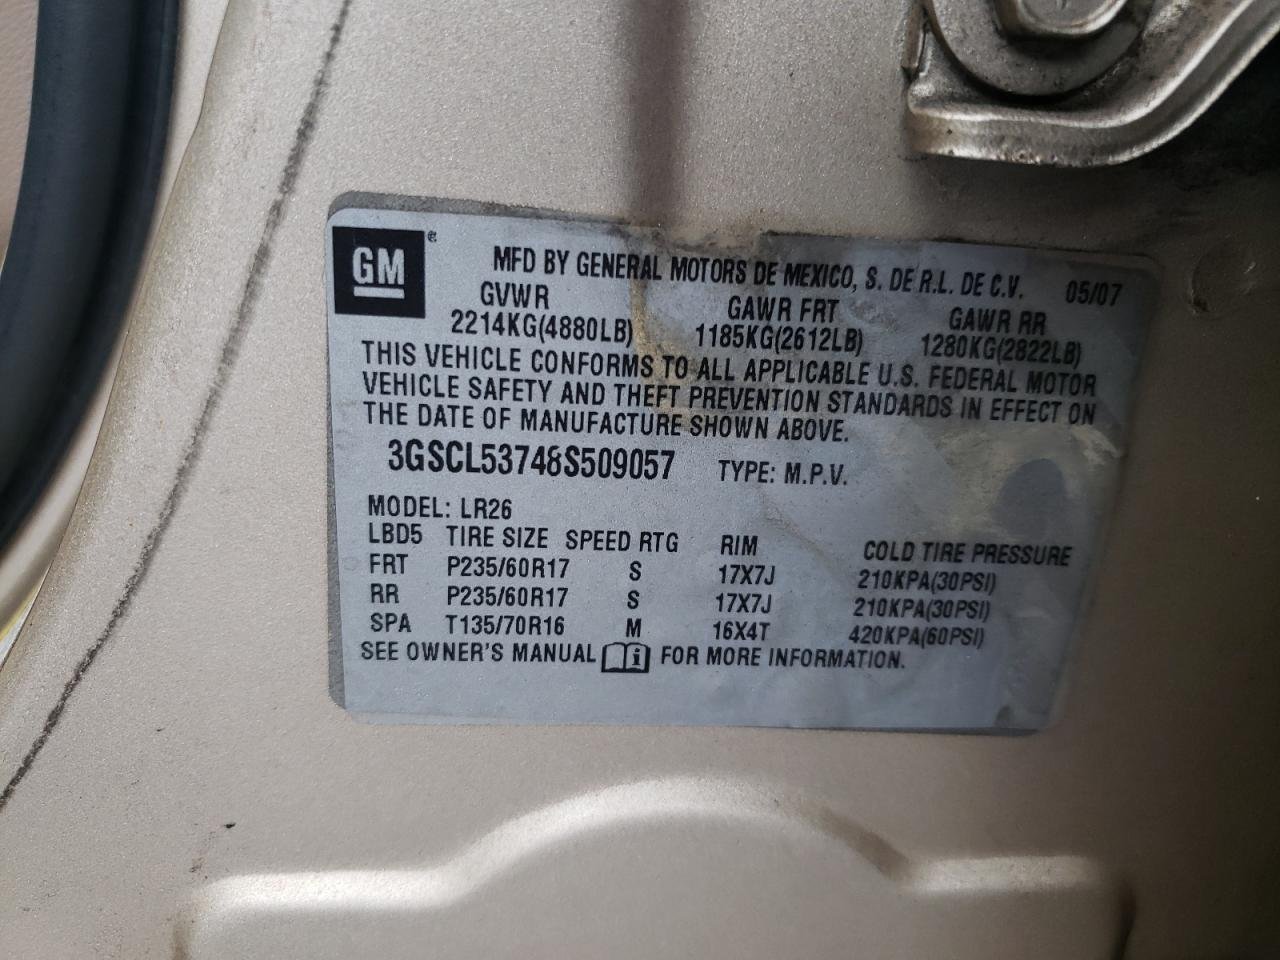 GM®
MFD BY GENERAL MOTORS DE MEXICO, S. DE R.L. DE C.V. 05/07
GVWR GAWR FRT GAWR RR
2214KG(4880LB) 1185KG(2612LB) 1280KG(2822LB)
THIS VEHICLE CONFORMS TO ALL APPLICABLE U.S. FEDERAL MOTOR
VEHICLE SAFETY AND THEFT PREVENTION STANDARDS IN EFFECT ON
THE DATE OF MANUFACTURE SHOWN ABOVE.
3GSCL53748S509057 TYPE: M.P.V.
MODEL: LR26
LBD5 TIRE SIZE SPEED RTG RIM COLD TIRE PRESSURE
FRT P235/60R17 S 17X7J 210KPA(30PSI)
RR P235/60R17 S 17X7J 210KPA(30PSI)
SPA T135/70R16 M 16X4T 420KPA(60PSI)
SEE OWNER'S MANUAL i FOR MORE INFORMATION.